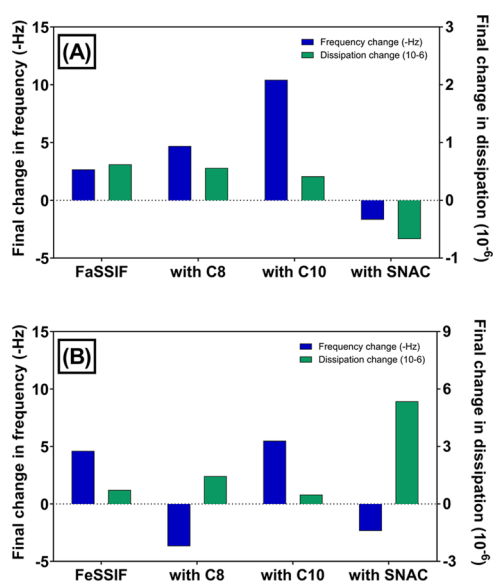 (A)
Frequency change (-Hz)
Dissipation change (10-6)
Final change in frequency (-Hz)
15
10
5
0
-5
Final change in dissipation (10⁻⁶)
3
2
1
0
-1
FaSSIF
with C8
with C10
with SNAC
(B)
Frequency change (-Hz)
Dissipation change (10-6)
Final change in frequency (-Hz)
15
10
5
0
-5
Final change in dissipation (10⁻⁶)
9
6
3
0
-3
FeSSIF
with C8
with C10
with SNAC